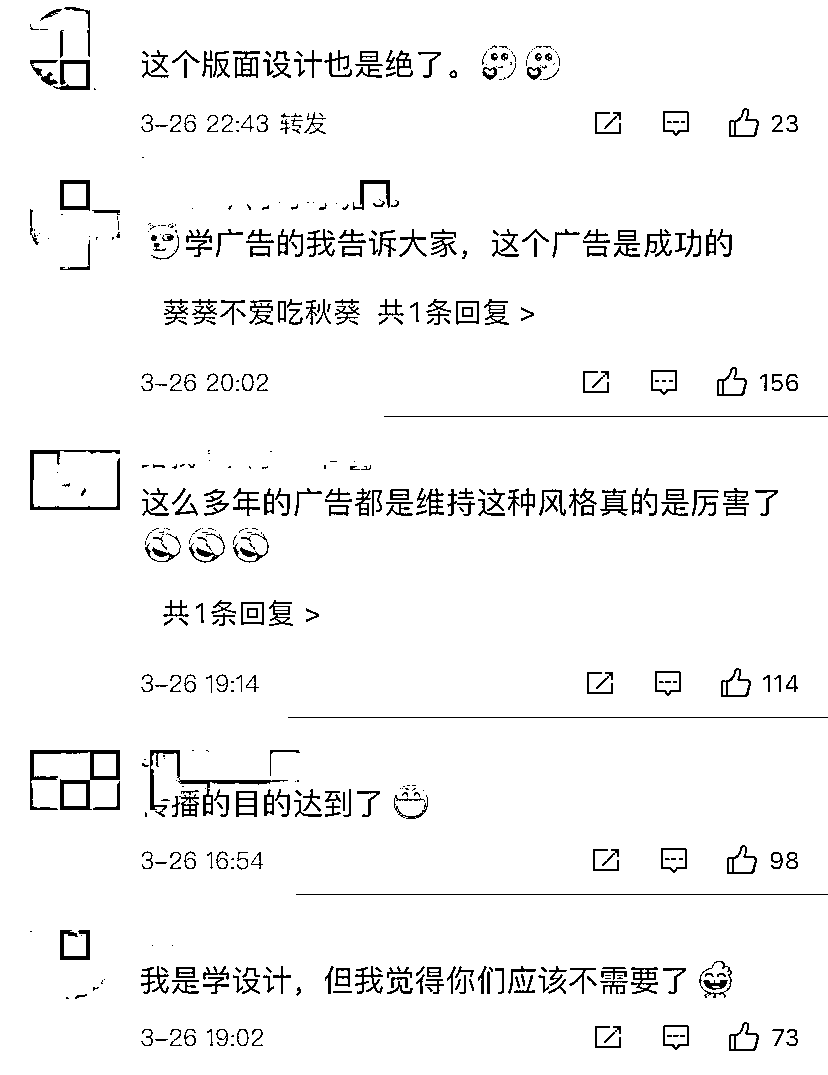 这个版面设计也是绝了。
3-26 22:43 转发
23
学广告的我告诉大家，这个广告是成功的
葵葵不爱吃秋葵 共1条回复 >
3-26 20:02
156
这么多年的广告都是维持这种风格真的是厉害了
共1条回复 >
3-26 19:14
114
传播的目的达到了
3-26 16:54
98
我是学设计，但我觉得你们应该不需要了
3-26 19:02
73